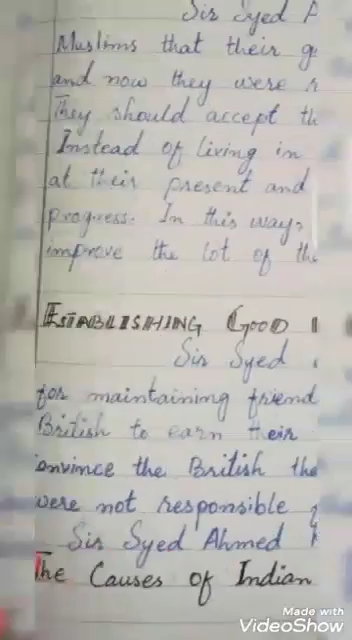 Sir Syed
Muslims that their
and now they were
They should accept
Instead of living in
at their present and
progress. In this way,
improve the lot of the
ESTABLISHING GOOD
Sir Syed
for maintaining friend
British to earn their
convince the British
were not responsible
Sir Syed Ahmed
The Causes of Indian
Made with
VideoShow